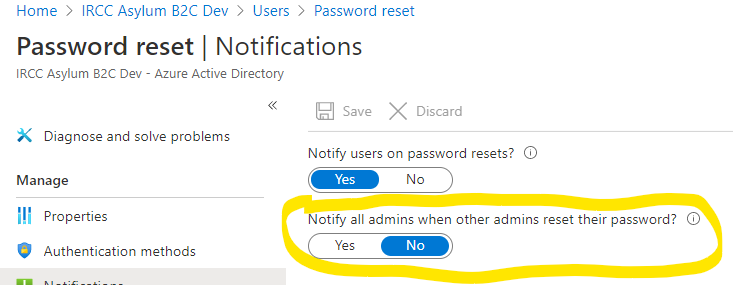 Home > IRCC Asylum B2C Dev > Users > Password reset
Password reset | Notifications
IRCC Asylum B2C Dev - Azure Active Directory
«
Save Discard
Diagnose and solve problems
Notify users on password resets?
Manage
Yes No
Properties
Notify all admins when other admins reset their password?
Authentication methods
Yes No
Notifications